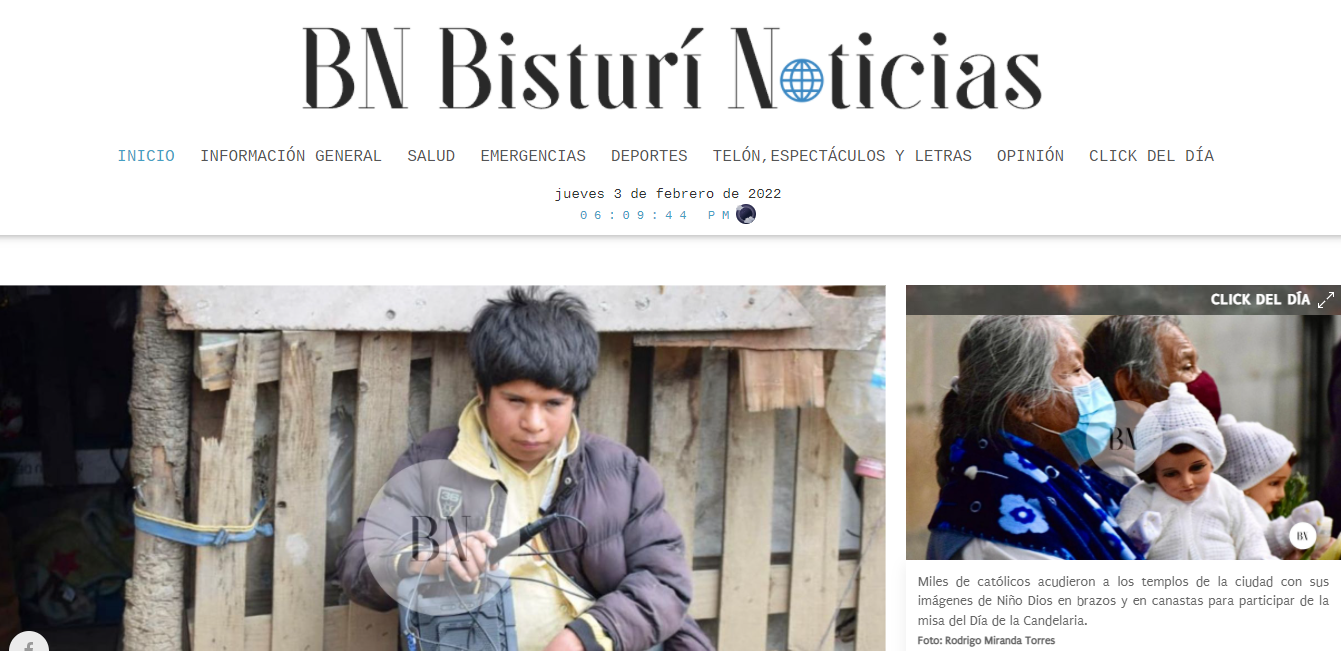 BN Bisturí Noticias
INICIO INFORMACIÓN GENERAL SALUD EMERGENCIAS DEPORTES TELÓN,ESPECTÁCULOS Y LETRAS OPINIÓN CLICK DEL DÍA
jueves 3 de febrero de 2022
06:09:44 PM
CLICK DEL DÍA
36
BN
BN
BN
Miles de católicos acudieron a los templos de la ciudad con sus
imágenes de Niño Dios en brazos y en canastas para participar de la
misa del Día de la Candelaria.
Foto: Rodrigo Miranda Torres
f